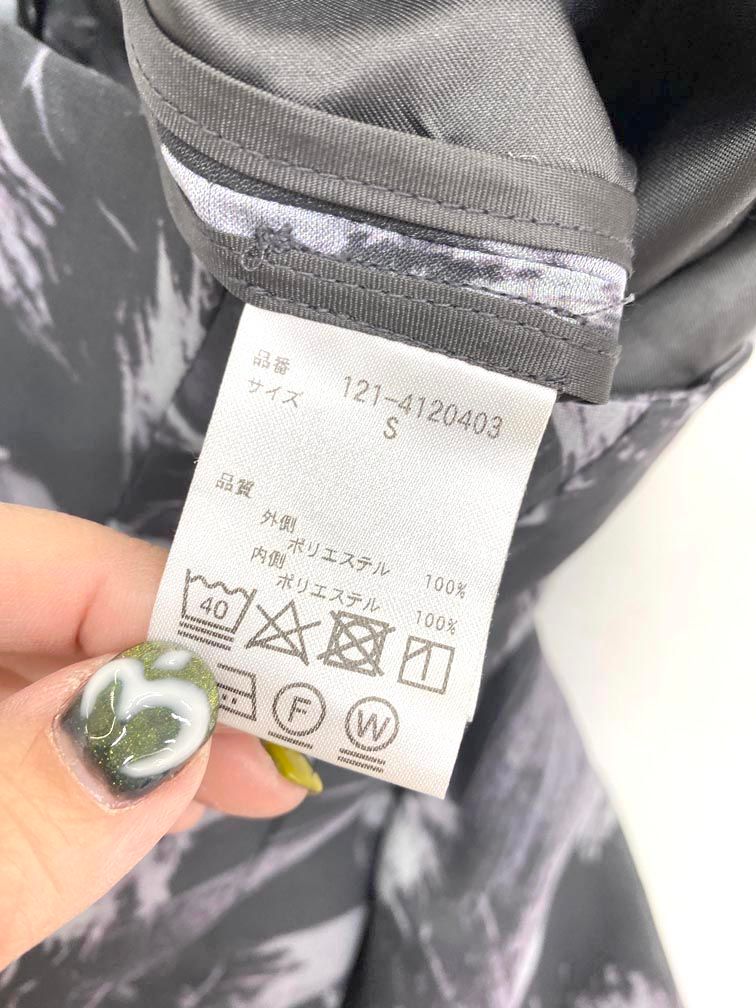 品番 121-4120403
サイズ S
品質
外側
ポリエステル 100%
内側
ポリエステル 100%
40
F W